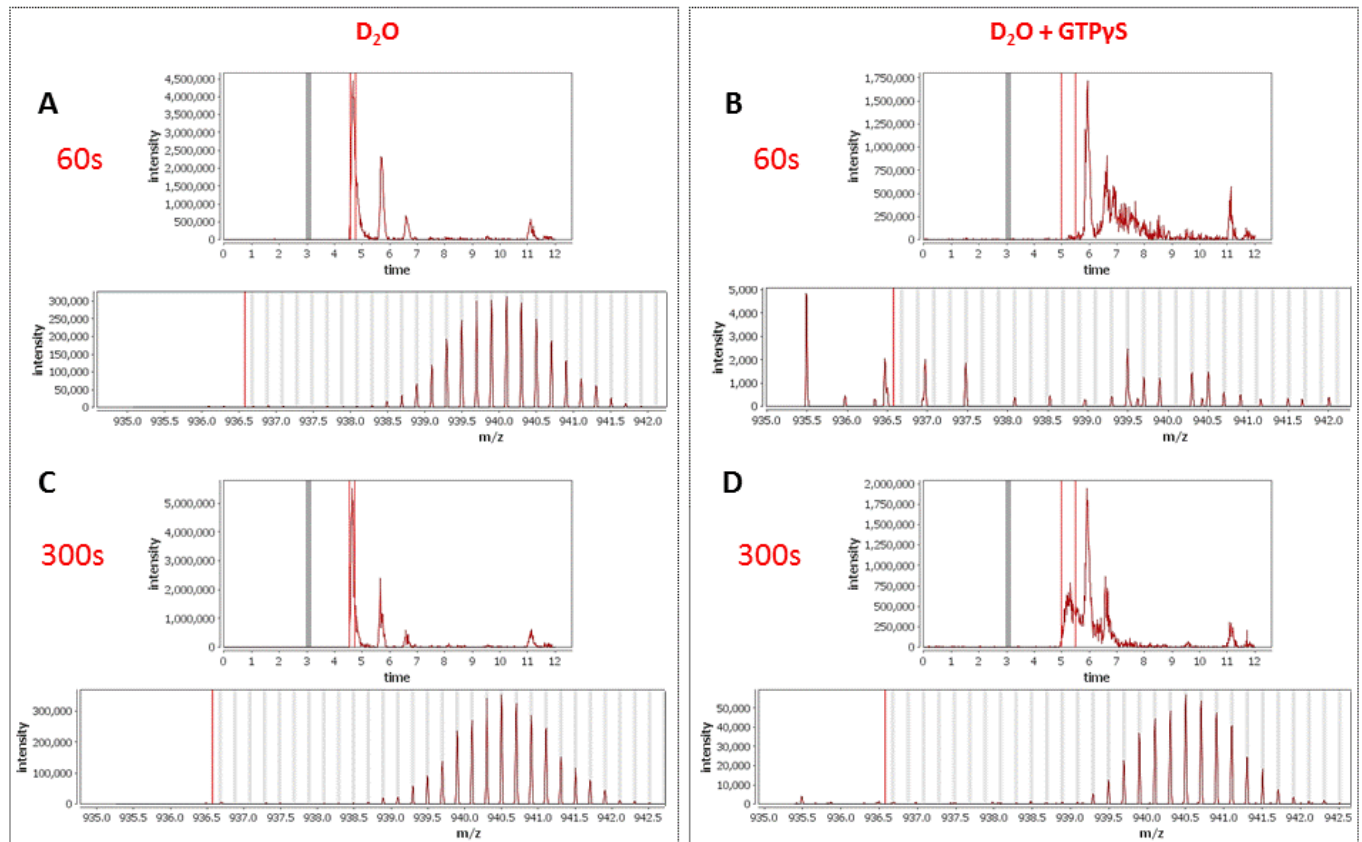 D₂O
D₂O + GTPγS
A
60s
intensity
4,500,000
4,000,000
3,500,000
3,000,000
2,500,000
2,000,000
1,500,000
1,000,000
500,000
0
0 1 2 3 4 5 6 7 8 9 10 11 12
time
intensity
300,000
250,000
200,000
150,000
100,000
50,000
0
935.0 935.5 936.0 936.5 937.0 937.5 938.0 938.5 939.0 939.5 940.0 940.5 941.0 941.5 942.0
m/z
B
60s
intensity
1,750,000
1,500,000
1,250,000
1,000,000
750,000
500,000
250,000
0
0 1 2 3 4 5 6 7 8 9 10 11 12
time
intensity
5,000
4,000
3,000
2,000
1,000
0
935.0 935.5 936.0 936.5 937.0 937.5 938.0 938.5 939.0 939.5 940.0 940.5 941.0 941.5 942.0
m/z
C
300s
intensity
5,000,000
4,000,000
3,000,000
2,000,000
1,000,000
0
0 1 2 3 4 5 6 7 8 9 10 11 12
time
intensity
300,000
200,000
100,000
0
935.0 935.5 936.0 936.5 937.0 937.5 938.0 938.5 939.0 939.5 940.0 940.5 941.0 941.5 942.0 942.5
m/z
D
300s
intensity
2,000,000
1,750,000
1,500,000
1,250,000
1,000,000
750,000
500,000
250,000
0
0 1 2 3 4 5 6 7 8 9 10 11 12
time
intensity
50,000
40,000
30,000
20,000
10,000
0
935.0 935.5 936.0 936.5 937.0 937.5 938.0 938.5 939.0 939.5 940.0 940.5 941.0 941.5 942.0 942.5
m/z